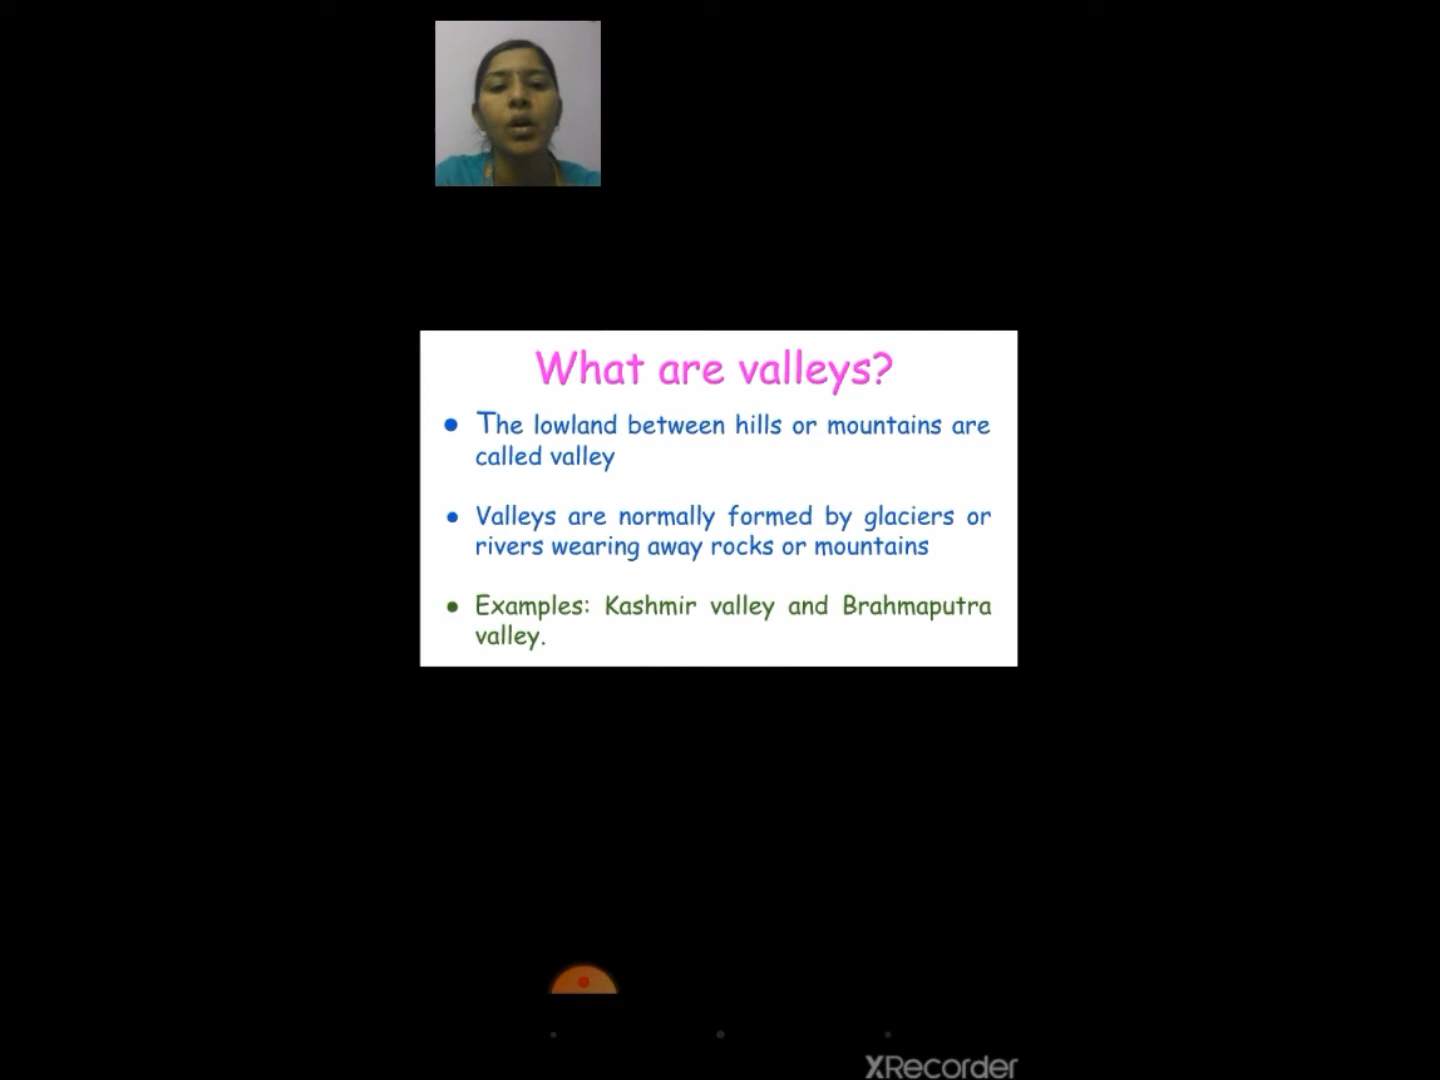 What are valleys?
● The lowland between hills or mountains are
called valley
● Valleys are normally formed by glaciers or
rivers wearing away rocks or mountains
● Examples: Kashmir valley and Brahmaputra
valley.
XRecorder